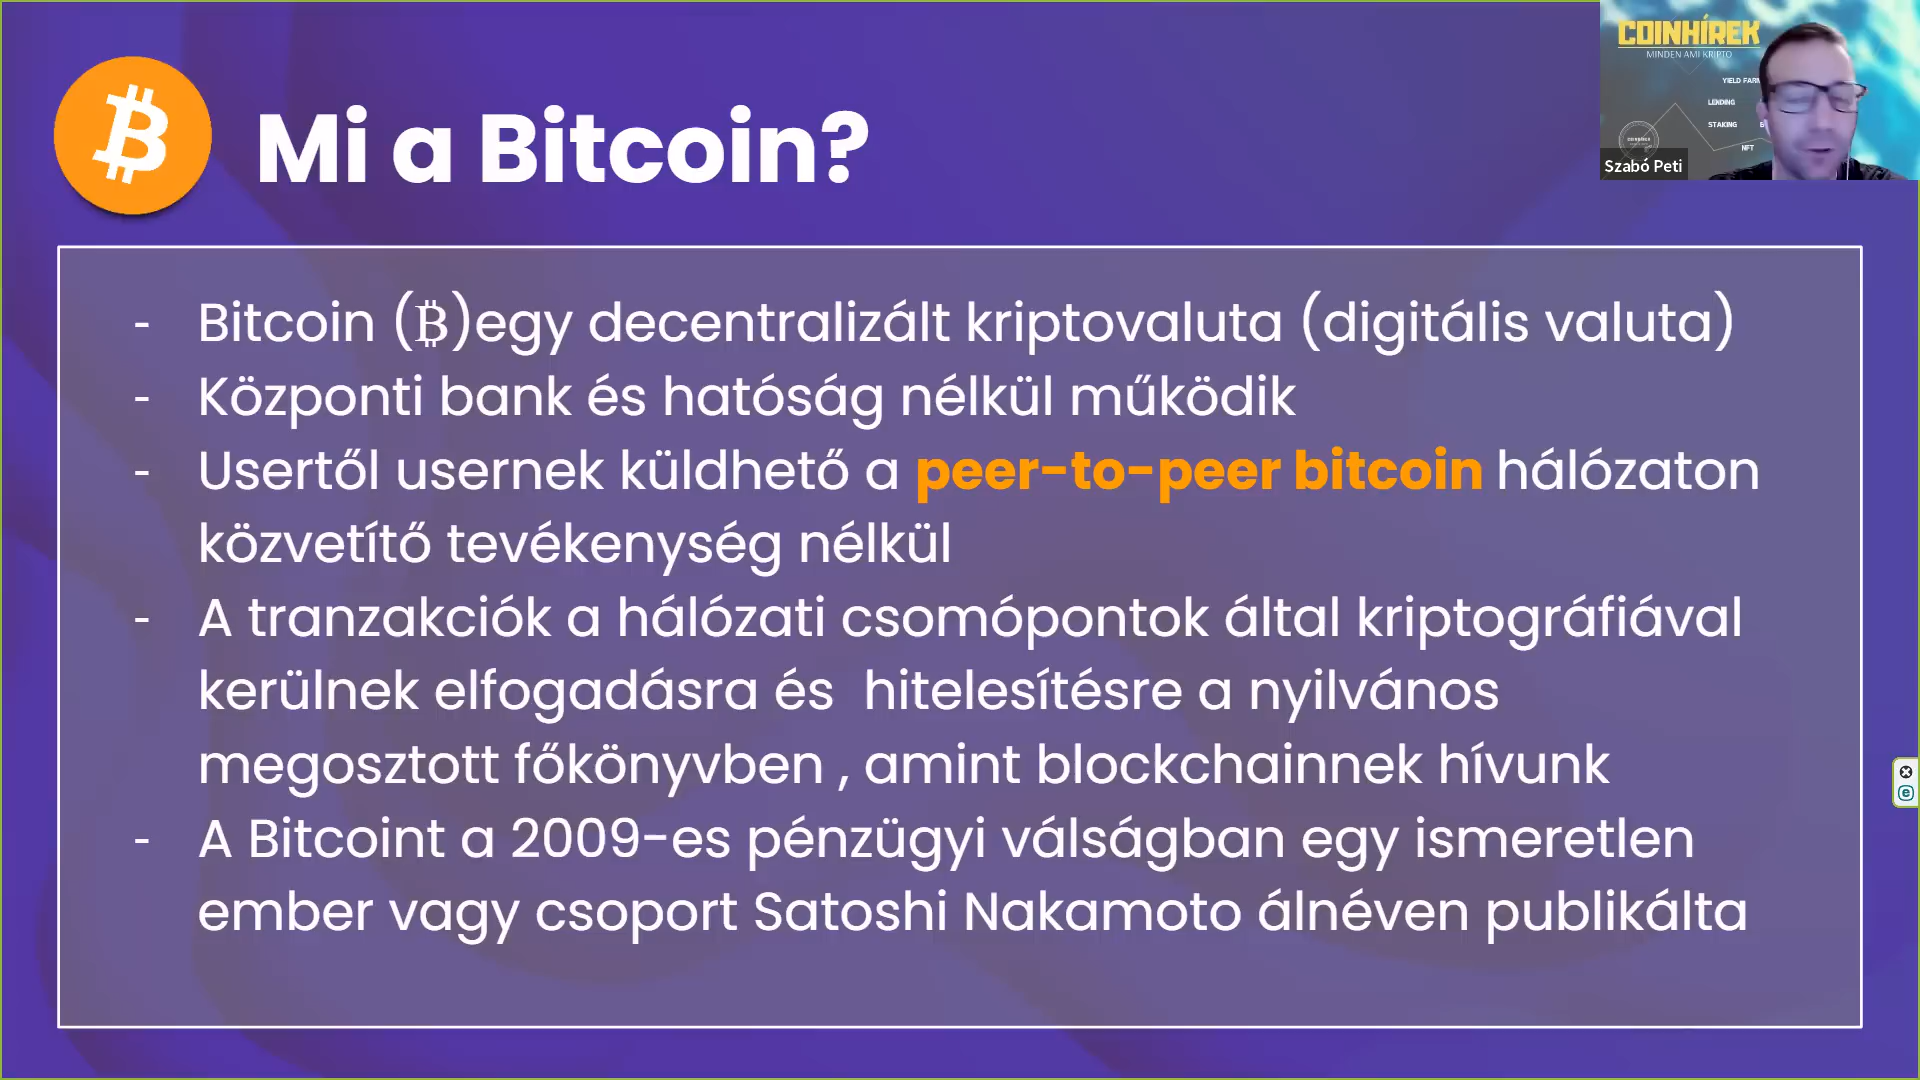 Mi a Bitcoin?
- Bitcoin (₿)egy decentralizált kriptovaluta (digitális valuta)
- Központi bank és hatóság nélkül működik
- Usertől usernek küldhető a peer-to-peer bitcoin hálózaton
közvetítő tevékenység nélkül
- A tranzakciók a hálózati csomópontok által kriptográfiával
kerülnek elfogadásra és  hitelesítésre a nyilvános
megosztott főkönyvben , amint blockchainnek hívunk
- A Bitcoint a 2009-es pénzügyi válságban egy ismeretlen
ember vagy csoport Satoshi Nakamoto álnéven publikálta
COINHÍREK
MINDEN AMI KRIPTO
YIELD FARM
LENDING
STAKING
NFT
Szabó Peti